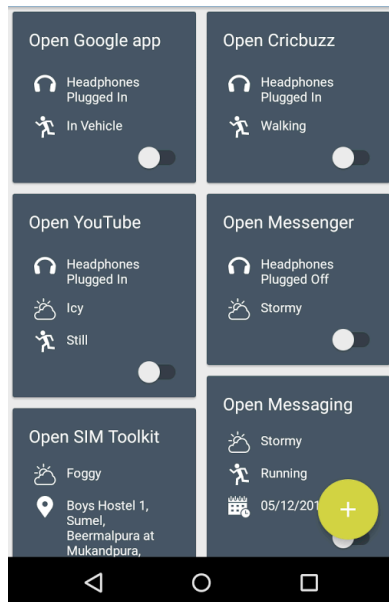 Open Google app
Headphones
Plugged In
In Vehicle
Open Cricbuzz
Headphones
Plugged In
Walking
Open YouTube
Headphones
Plugged In
Icy
Still
Open Messenger
Headphones
Plugged Off
Stormy
Open SIM Toolkit
Foggy
Boys Hostel 1,
Sumel,
Beermalpura at
Mukandpura,
Open Messaging
Stormy
Running